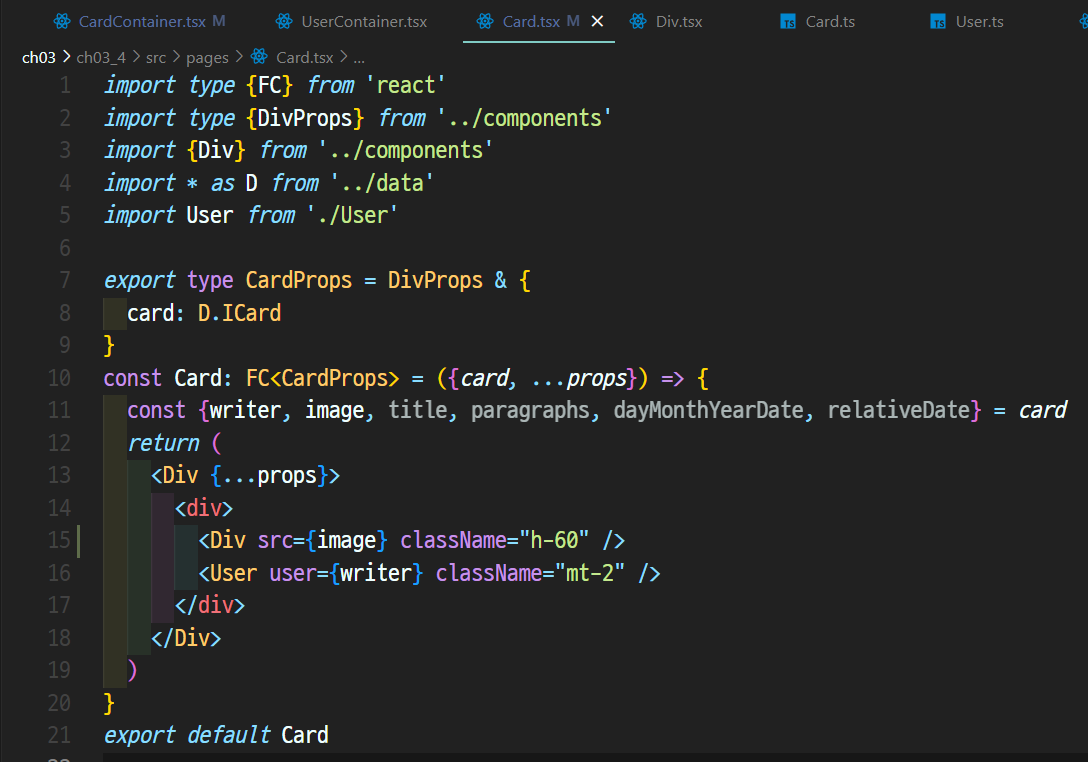 CardContainer.tsx M UserContainer.tsx Card.tsx M × Div.tsx TS Card.ts TS User.ts
ch03 > ch03_4 > src > pages > Card.tsx > ...
1 import type {FC} from 'react'
2 import type {DivProps} from '../components'
3 import {Div} from '../components'
4 import * as D from '../data'
5 import User from './User'
6
7 export type CardProps = DivProps & {
8 card: D.ICard
9 }
10 const Card: FC<CardProps> = ({card, ...props}) => {
11 const {writer, image, title, paragraphs, dayMonthYearDate, relativeDate} = card
12 return (
13 <Div {...props}>
14 <div>
15 <Div src={image} className="h-60" />
16 <User user={writer} className="mt-2" />
17 </div>
18 </Div>
19 )
20 }
21 export default Card